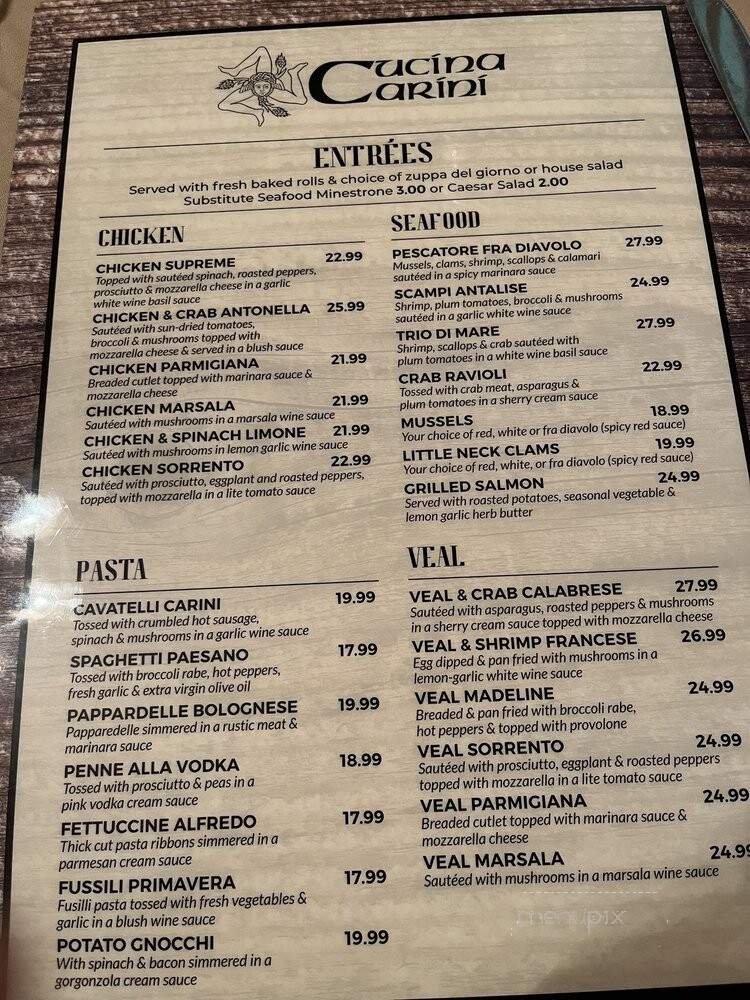 Cucina
Carini
ENTRÉES
Served with fresh baked rolls & choice of zuppa del giorno or house salad
Substitute Seafood Minestrone 3.00 or Caesar Salad 2.00
CHICKEN
CHICKEN SUPREME 22.99
Topped with sautéed spinach, roasted peppers,
prosciutto & mozzarella cheese in a garlic
white wine basil sauce
CHICKEN & CRAB ANTONELLA 25.99
Sautéed with sun-dried tomatoes,
broccoli & mushrooms topped with
mozzarella cheese & served in a blush sauce
CHICKEN PARMIGIANA 21.99
Breaded cutlet topped with marinara sauce &
mozzarella cheese
CHICKEN MARSALA 21.99
Sautéed with mushrooms in a marsala wine sauce
CHICKEN & SPINACH LIMONE 21.99
Sautéed with mushrooms in lemon garlic wine sauce
CHICKEN SORRENTO 22.99
Sautéed with prosciutto, eggplant and roasted peppers,
topped with mozzarella in a lite tomato sauce
SEAFOOD
PESCATORE FRA DIAVOLO 27.99
Mussels, clams, shrimp, scallops & calamari
sautéed in a spicy marinara sauce
SCAMPI ANTALISE 24.99
Shrimp, plum tomatoes, broccoli & mushrooms
sautéed in a garlic white wine sauce
TRIO DI MARE 27.99
Shrimp, scallops & crab sautéed with
plum tomatoes in a white wine basil sauce
CRAB RAVIOLI 22.99
Tossed with crab meat, asparagus &
plum tomatoes in a sherry cream sauce
MUSSELS 18.99
Your choice of red, white or fra diavolo (spicy red sauce)
LITTLE NECK CLAMS 19.99
Your choice of red, white, or fra diavolo (spicy red sauce)
GRILLED SALMON 24.99
Served with roasted potatoes, seasonal vegetable &
lemon garlic herb butter
PASTA
CAVATELLI CARINI 19.99
Tossed with crumbled hot sausage,
spinach & mushrooms in a garlic wine sauce
SPAGHETTI PAESANO 17.99
Tossed with broccoli rabe, hot peppers,
fresh garlic & extra virgin olive oil
PAPPARDELLE BOLOGNESE 19.99
Papparedelle simmered in a rustic meat &
marinara sauce
PENNE ALLA VODKA 18.99
Tossed with prosciutto & peas in a
pink vodka cream sauce
FETTUCCINE ALFREDO 17.99
Thick cut pasta ribbons simmered in a
parmesan cream sauce
FUSSILI PRIMAVERA 17.99
Fusilli pasta tossed with fresh vegetables &
garlic in a blush wine sauce
POTATO GNOCCHI 19.99
With spinach & bacon simmered in a
gorgonzola cream sauce
VEAL
VEAL & CRAB CALABRESE 27.99
Sautéed with asparagus, roasted peppers & mushrooms
in a sherry cream sauce topped with mozzarella cheese
VEAL & SHRIMP FRANCESE 26.99
Egg dipped & pan fried with mushrooms in a
lemon-garlic white wine sauce
VEAL MADELINE 24.99
Breaded & pan fried with broccoli rabe,
hot peppers & topped with provolone
VEAL SORRENTO 24.99
Sautéed with prosciutto, eggplant & roasted peppers
topped with mozzarella in a lite tomato sauce
VEAL PARMIGIANA 24.99
Breaded cutlet topped with marinara sauce &
mozzarella cheese
VEAL MARSALA 24.99
Sautéed with mushrooms in a marsala wine sauce
menupix